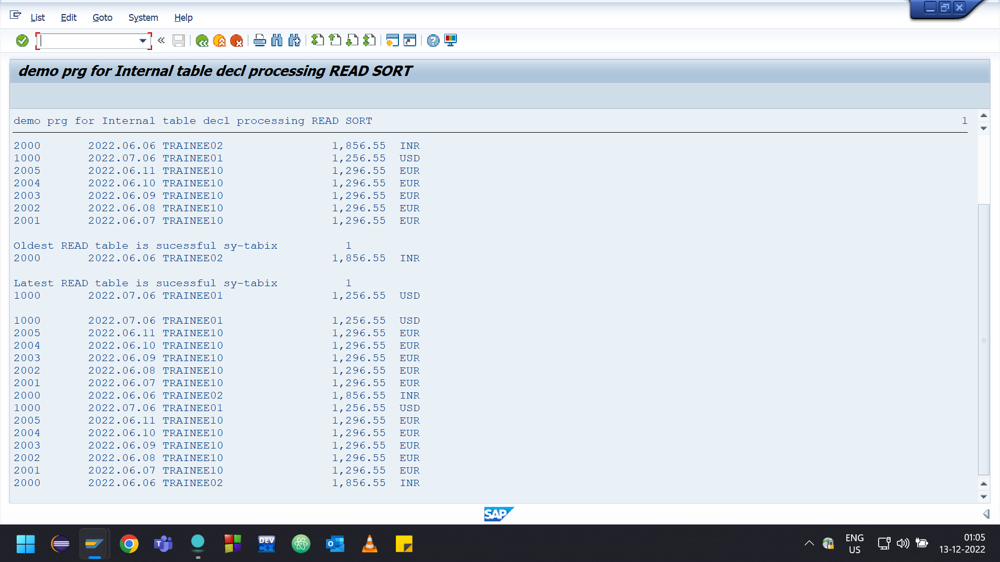 List Edit Goto System Help
demo prg for Internal table decl processing READ SORT
demo prg for Internal table decl processing READ SORT 1
2000 2022.06.06 TRAINEE02 1,856.55 INR
1000 2022.07.06 TRAINEE01 1,256.55 USD
2005 2022.06.11 TRAINEE10 1,296.55 EUR
2004 2022.06.10 TRAINEE10 1,296.55 EUR
2003 2022.06.09 TRAINEE10 1,296.55 EUR
2002 2022.06.08 TRAINEE10 1,296.55 EUR
2001 2022.06.07 TRAINEE10 1,296.55 EUR
Oldest READ table is sucessful sy-tabix 1
2000 2022.06.06 TRAINEE02 1,856.55 INR
Latest READ table is sucessful sy-tabix 1
1000 2022.07.06 TRAINEE01 1,256.55 USD
1000 2022.07.06 TRAINEE01 1,256.55 USD
2005 2022.06.11 TRAINEE10 1,296.55 EUR
2004 2022.06.10 TRAINEE10 1,296.55 EUR
2003 2022.06.09 TRAINEE10 1,296.55 EUR
2002 2022.06.08 TRAINEE10 1,296.55 EUR
2001 2022.06.07 TRAINEE10 1,296.55 EUR
2000 2022.06.06 TRAINEE02 1,856.55 INR
1000 2022.07.06 TRAINEE01 1,256.55 USD
2005 2022.06.11 TRAINEE10 1,296.55 EUR
2004 2022.06.10 TRAINEE10 1,296.55 EUR
2003 2022.06.09 TRAINEE10 1,296.55 EUR
2002 2022.06.08 TRAINEE10 1,296.55 EUR
2001 2022.06.07 TRAINEE10 1,296.55 EUR
2000 2022.06.06 TRAINEE02 1,856.55 INR
SAP
DEV
C++
ENG
US
01:05
13-12-2022